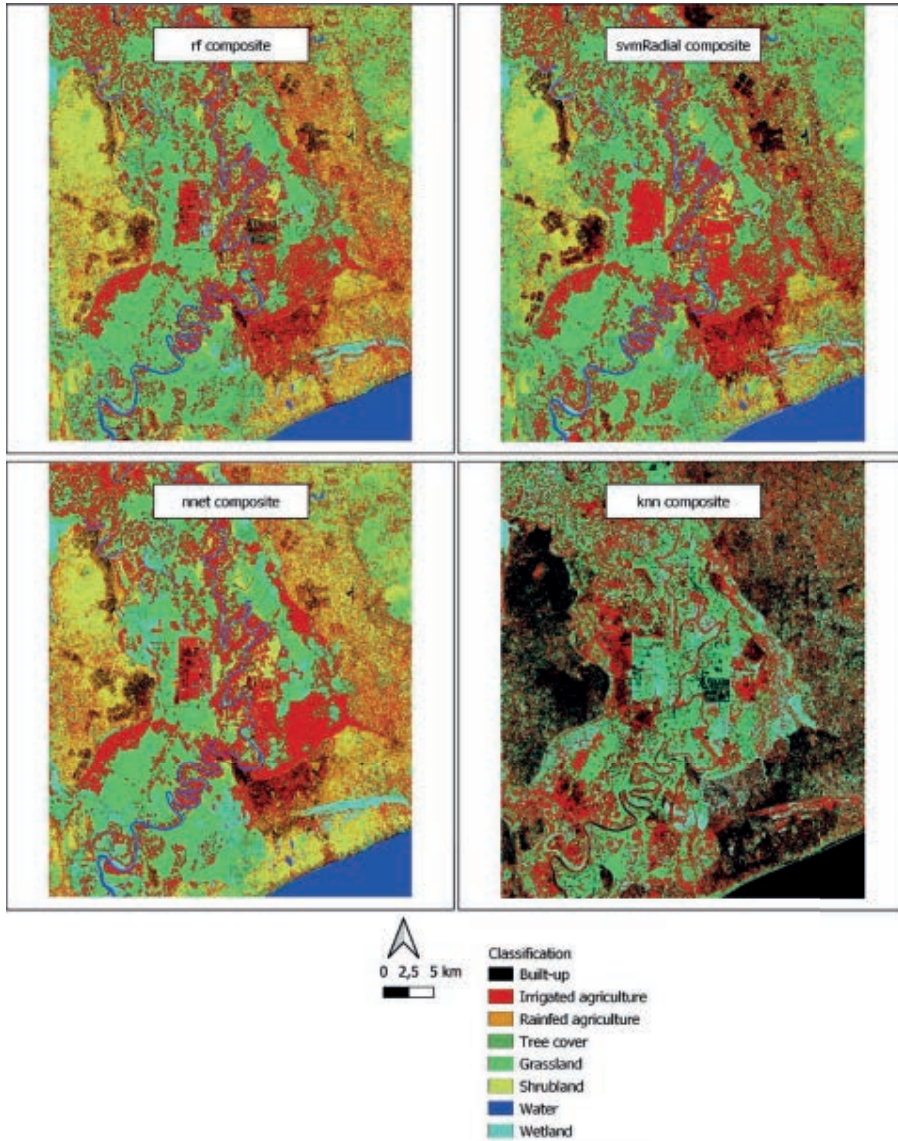 rf composite
svmRadial composite
nnet composite
knn composite
0 2,5 5 km
Classification
Built-up
Irrigated agriculture
Rainfed agriculture
Tree cover
Grassland
Shrubland
Water
Wetland